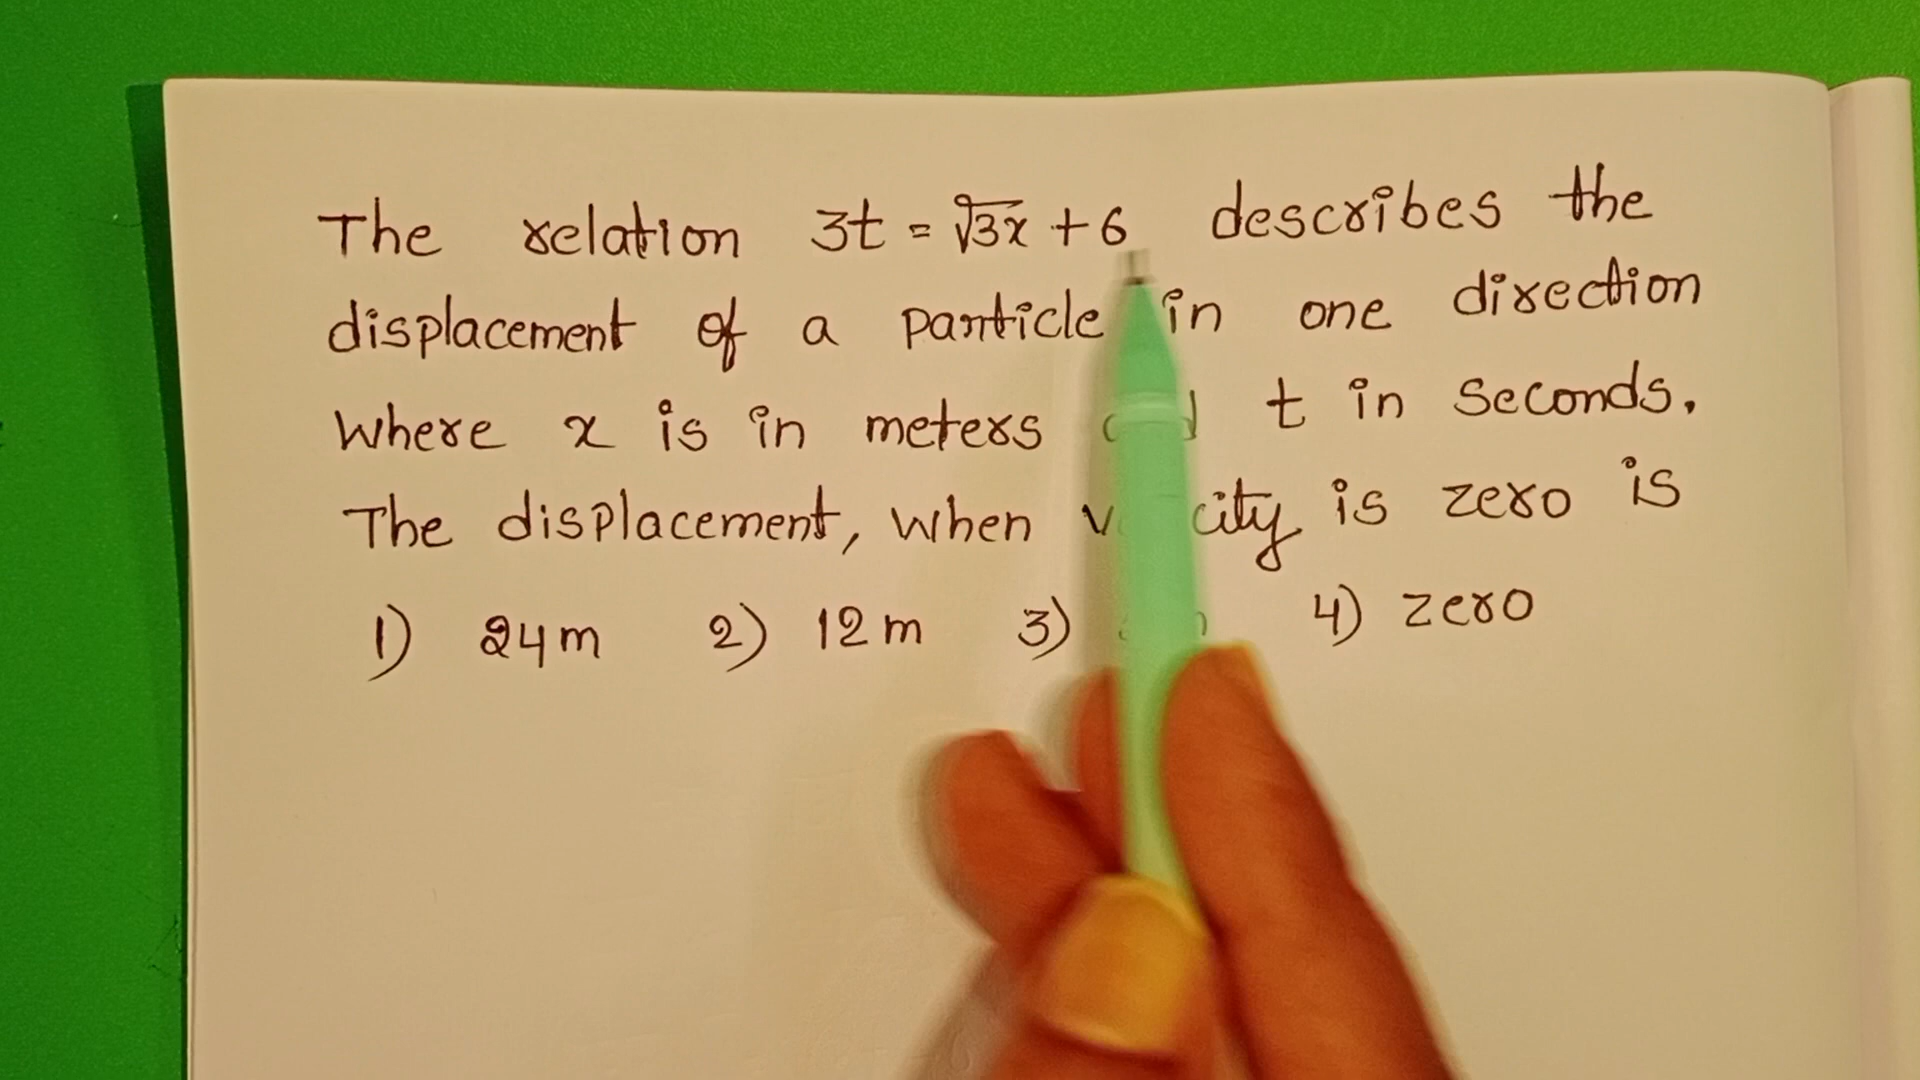 The relation 3t = √3x + 6 describes the
displacement of a particle in one direction
where x is in meters t in seconds.
The displacement, when is zero is
1) 24m 2) 12m 3) 4) zero